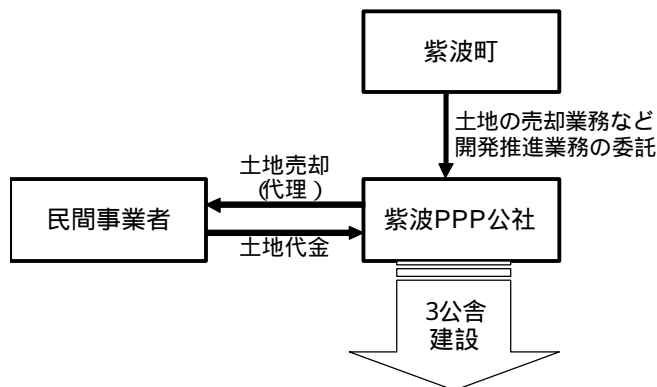 紫波町
土地の売却業務など
開発推進業務の委託
土地売却
(代理)
民間事業者
紫波PPP公社
土地代金
3公舎
建設